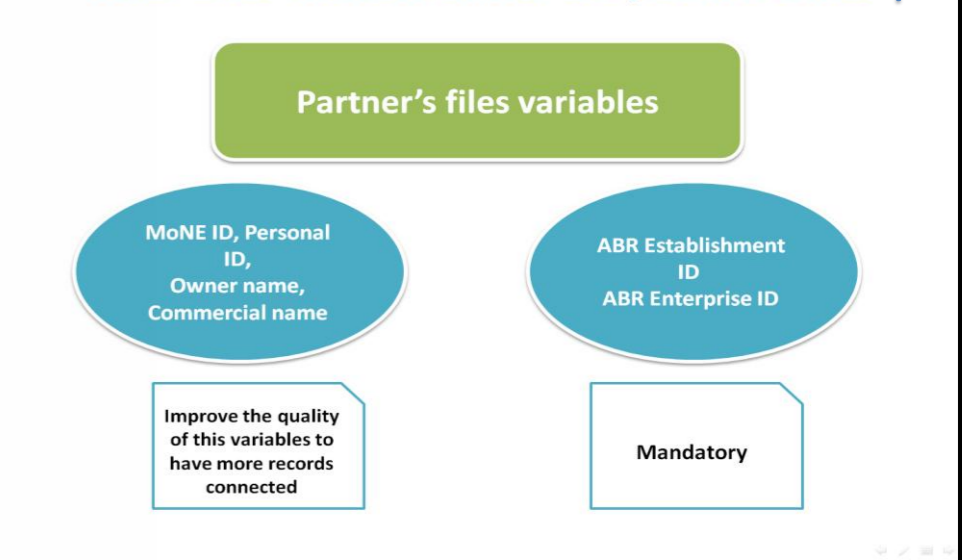 Partner's files variables
MoNE ID, Personal
ID,
Owner name,
Commercial name
ABR Establishment
ID
ABR Enterprise ID
Improve the quality
of this variables to
have more records
connected
Mandatory